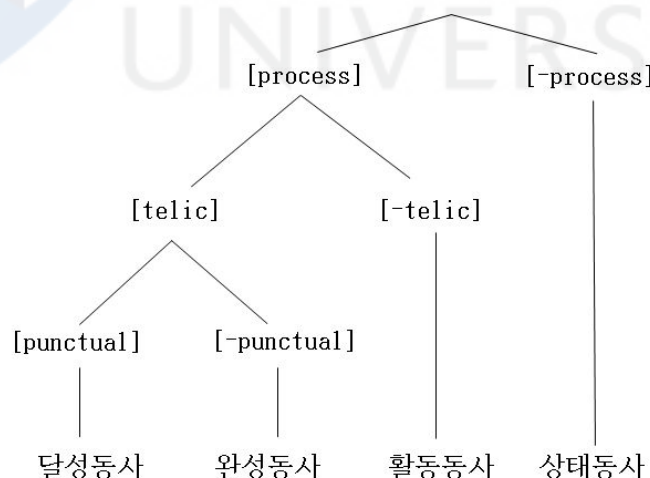 UNIVERS
[process] [-process]
[telic] [-telic]
[punctual] [-punctual]
달성동사 완성동사 활동동사 상태동사